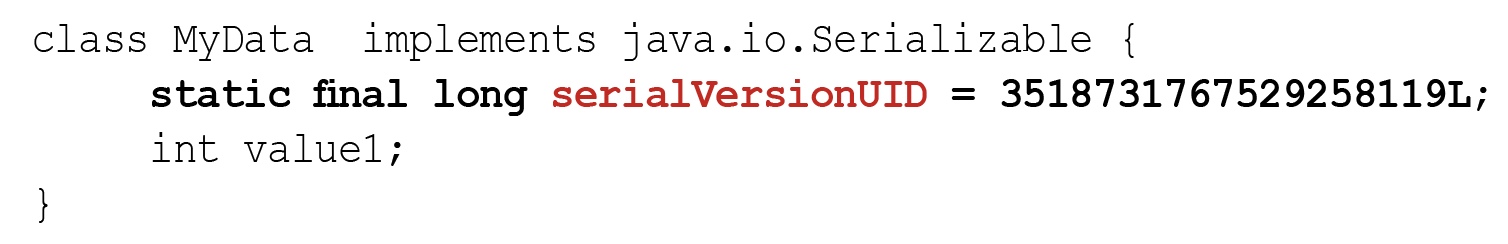 class MyData  implements java.io.Serializable {
     static final long serialVersionUID = 3518731767529258119L;
     int value1;
}